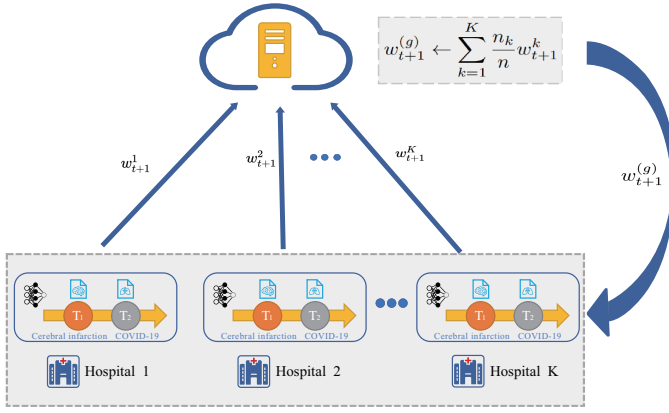 w_{t+1}^{(g)} ← \sum_{k=1}^{K} \frac{n_k}{n} w_{t+1}^{k}
w_{t+1}^{1}
w_{t+1}^{2}
w_{t+1}^{K}
w_{t+1}^{(g)}
T₁ T₂
Cerebral infarction COVID-19
Hospital 1
T₁ T₂
Cerebral infarction COVID-19
Hospital 2
T₁ T₂
Cerebral infarction COVID-19
Hospital K